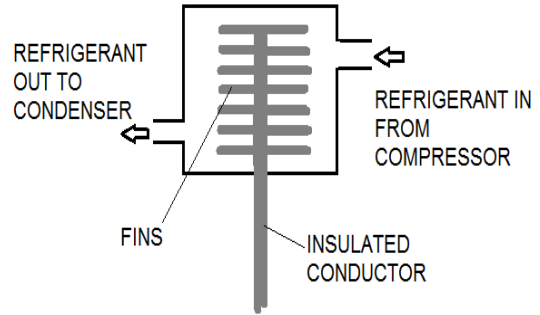 REFRIGERANT
OUT TO
CONDENSER
REFRIGERANT IN
FROM
COMPRESSOR
FINS
INSULATED
CONDUCTOR